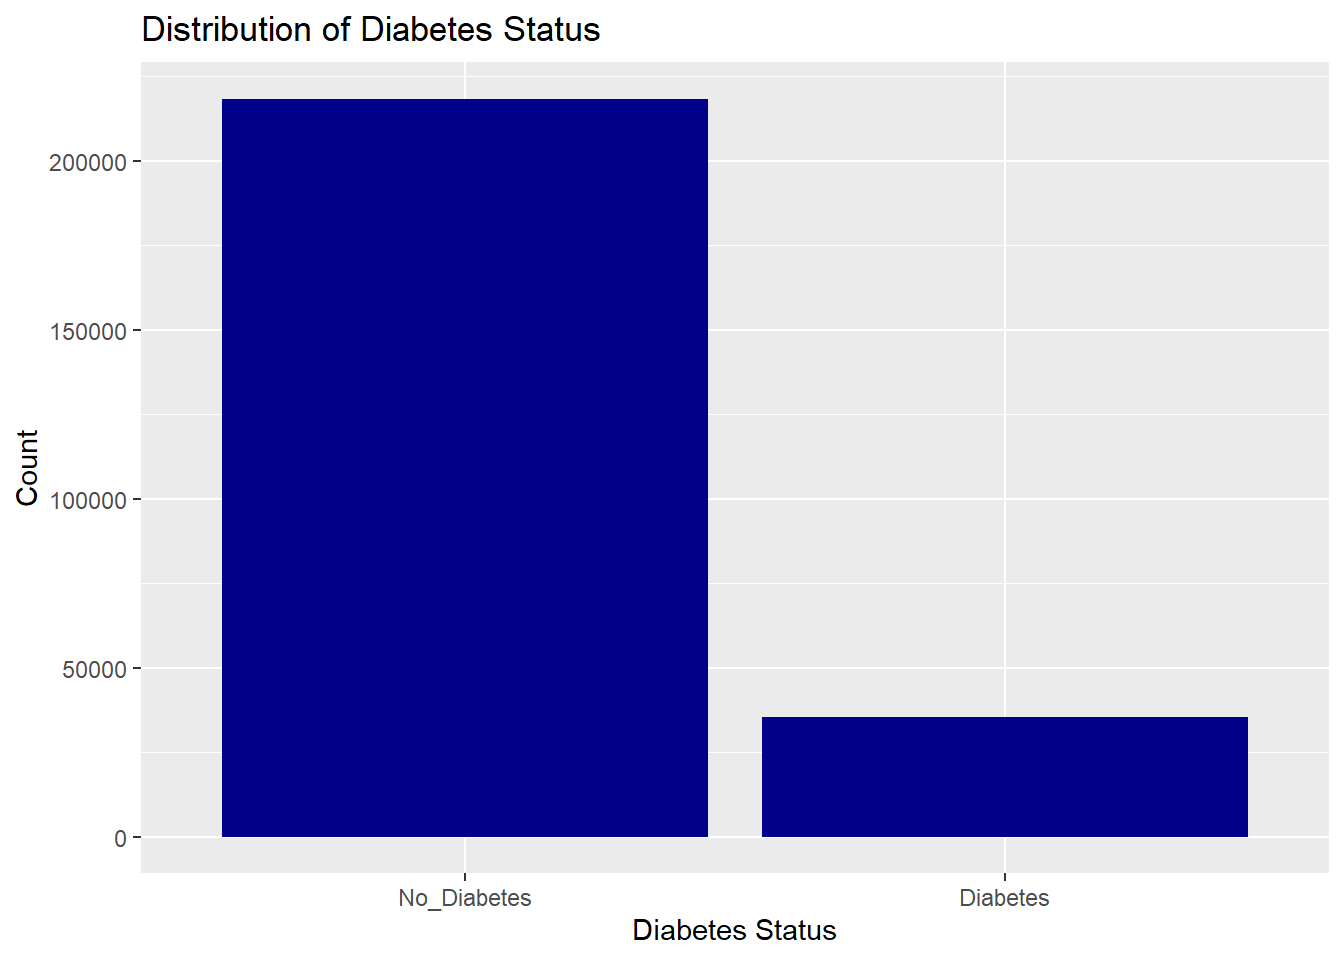 Distribution of Diabetes Status
Count
200000
150000
100000
50000
0
No_Diabetes
Diabetes
Diabetes Status